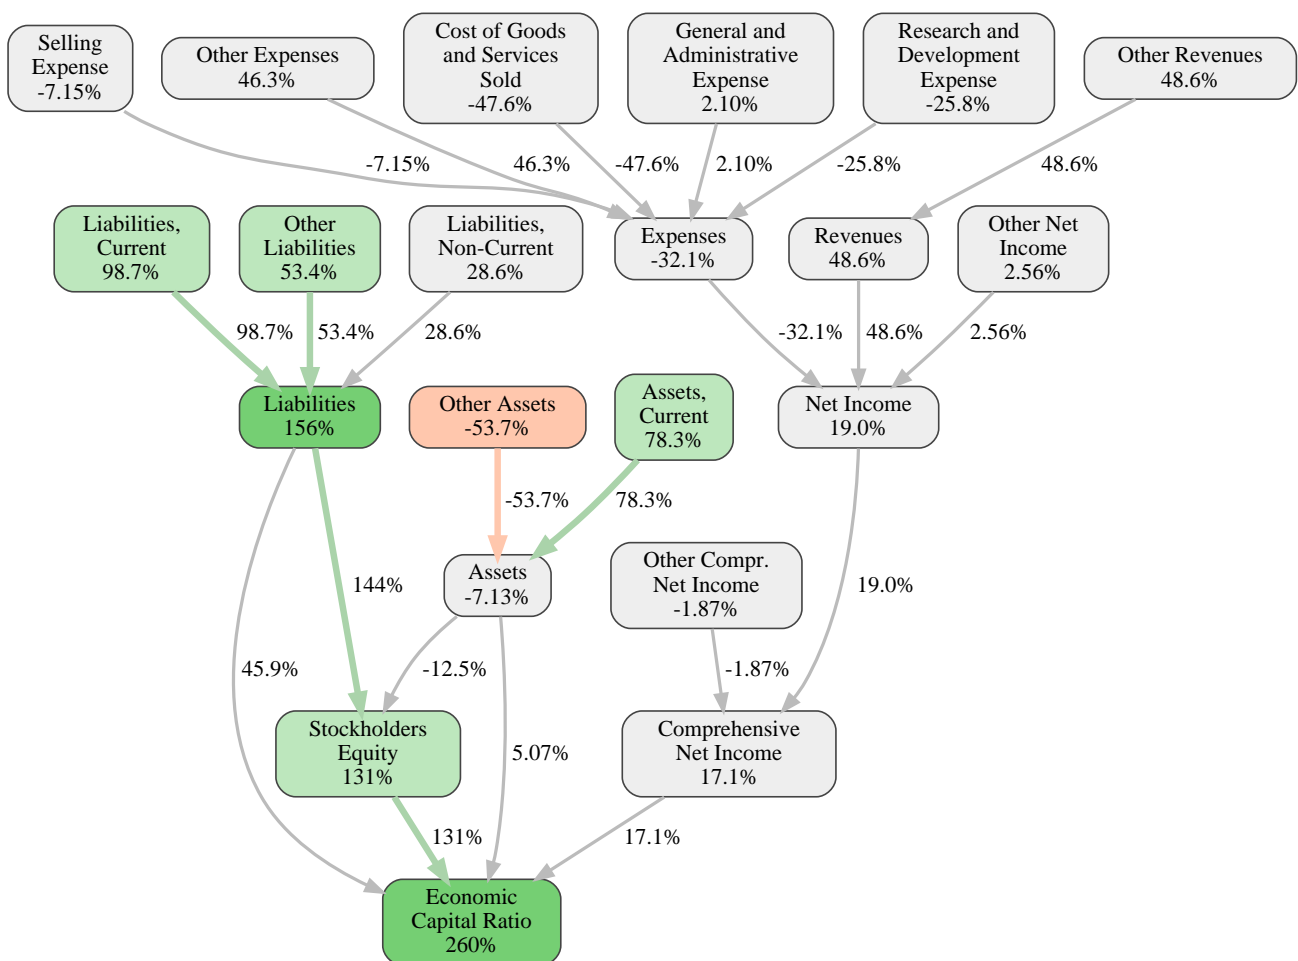 Selling
Expense
-7.15%
Other Expenses
46.3%
Cost of Goods
and Services
Sold
-47.6%
General and
Administrative
Expense
2.10%
Research and
Development
Expense
-25.8%
Other Revenues
48.6%
-7.15%
46.3%
-47.6%
2.10%
-25.8%
48.6%
Liabilities,
Current
98.7%
Other
Liabilities
53.4%
Liabilities,
Non-Current
28.6%
Expenses
-32.1%
Revenues
48.6%
Other Net
Income
2.56%
98.7%
53.4%
28.6%
-32.1%
48.6%
2.56%
Liabilities
156%
Other Assets
-53.7%
Assets,
Current
78.3%
Net Income
19.0%
-53.7%
78.3%
144%
Assets
-7.13%
Other Compr.
Net Income
-1.87%
19.0%
45.9%
-12.5%
-1.87%
Stockholders
Equity
131%
5.07%
Comprehensive
Net Income
17.1%
131%
17.1%
Economic
Capital Ratio
260%